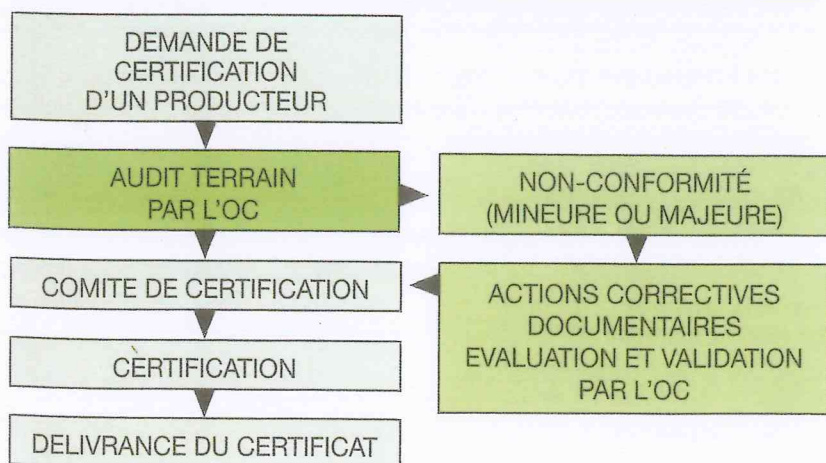 DEMANDE DE
CERTIFICATION
D'UN PRODUCTEUR
AUDIT TERRAIN
PAR L'OC
NON-CONFORMITÉ
(MINEURE OU MAJEURE)
COMITE DE CERTIFICATION
ACTIONS CORRECTIVES
DOCUMENTAIRES
EVALUATION ET VALIDATION
PAR L'OC
CERTIFICATION
DELIVRANCE DU CERTIFICAT